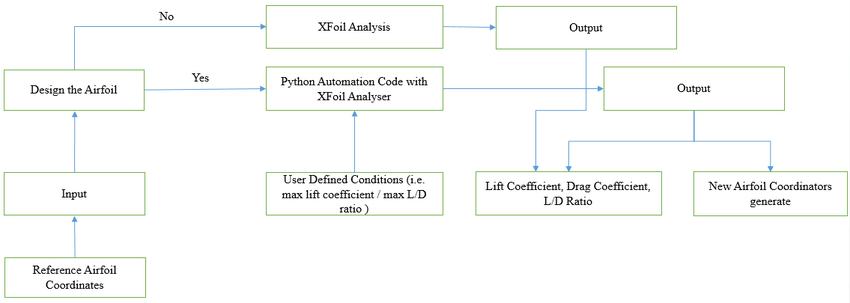 No
XFoil Analysis
Output
Design the Airfoil
Yes
Python Automation Code with
XFoil Analyser
Output
Input
User Defined Conditions (i.e.
max lift coefficient / max L/D
ratio )
Lift Coefficient, Drag Coefficient,
L/D Ratio
New Airfoil Coordinators
generate
Reference Airfoil
Coordinates